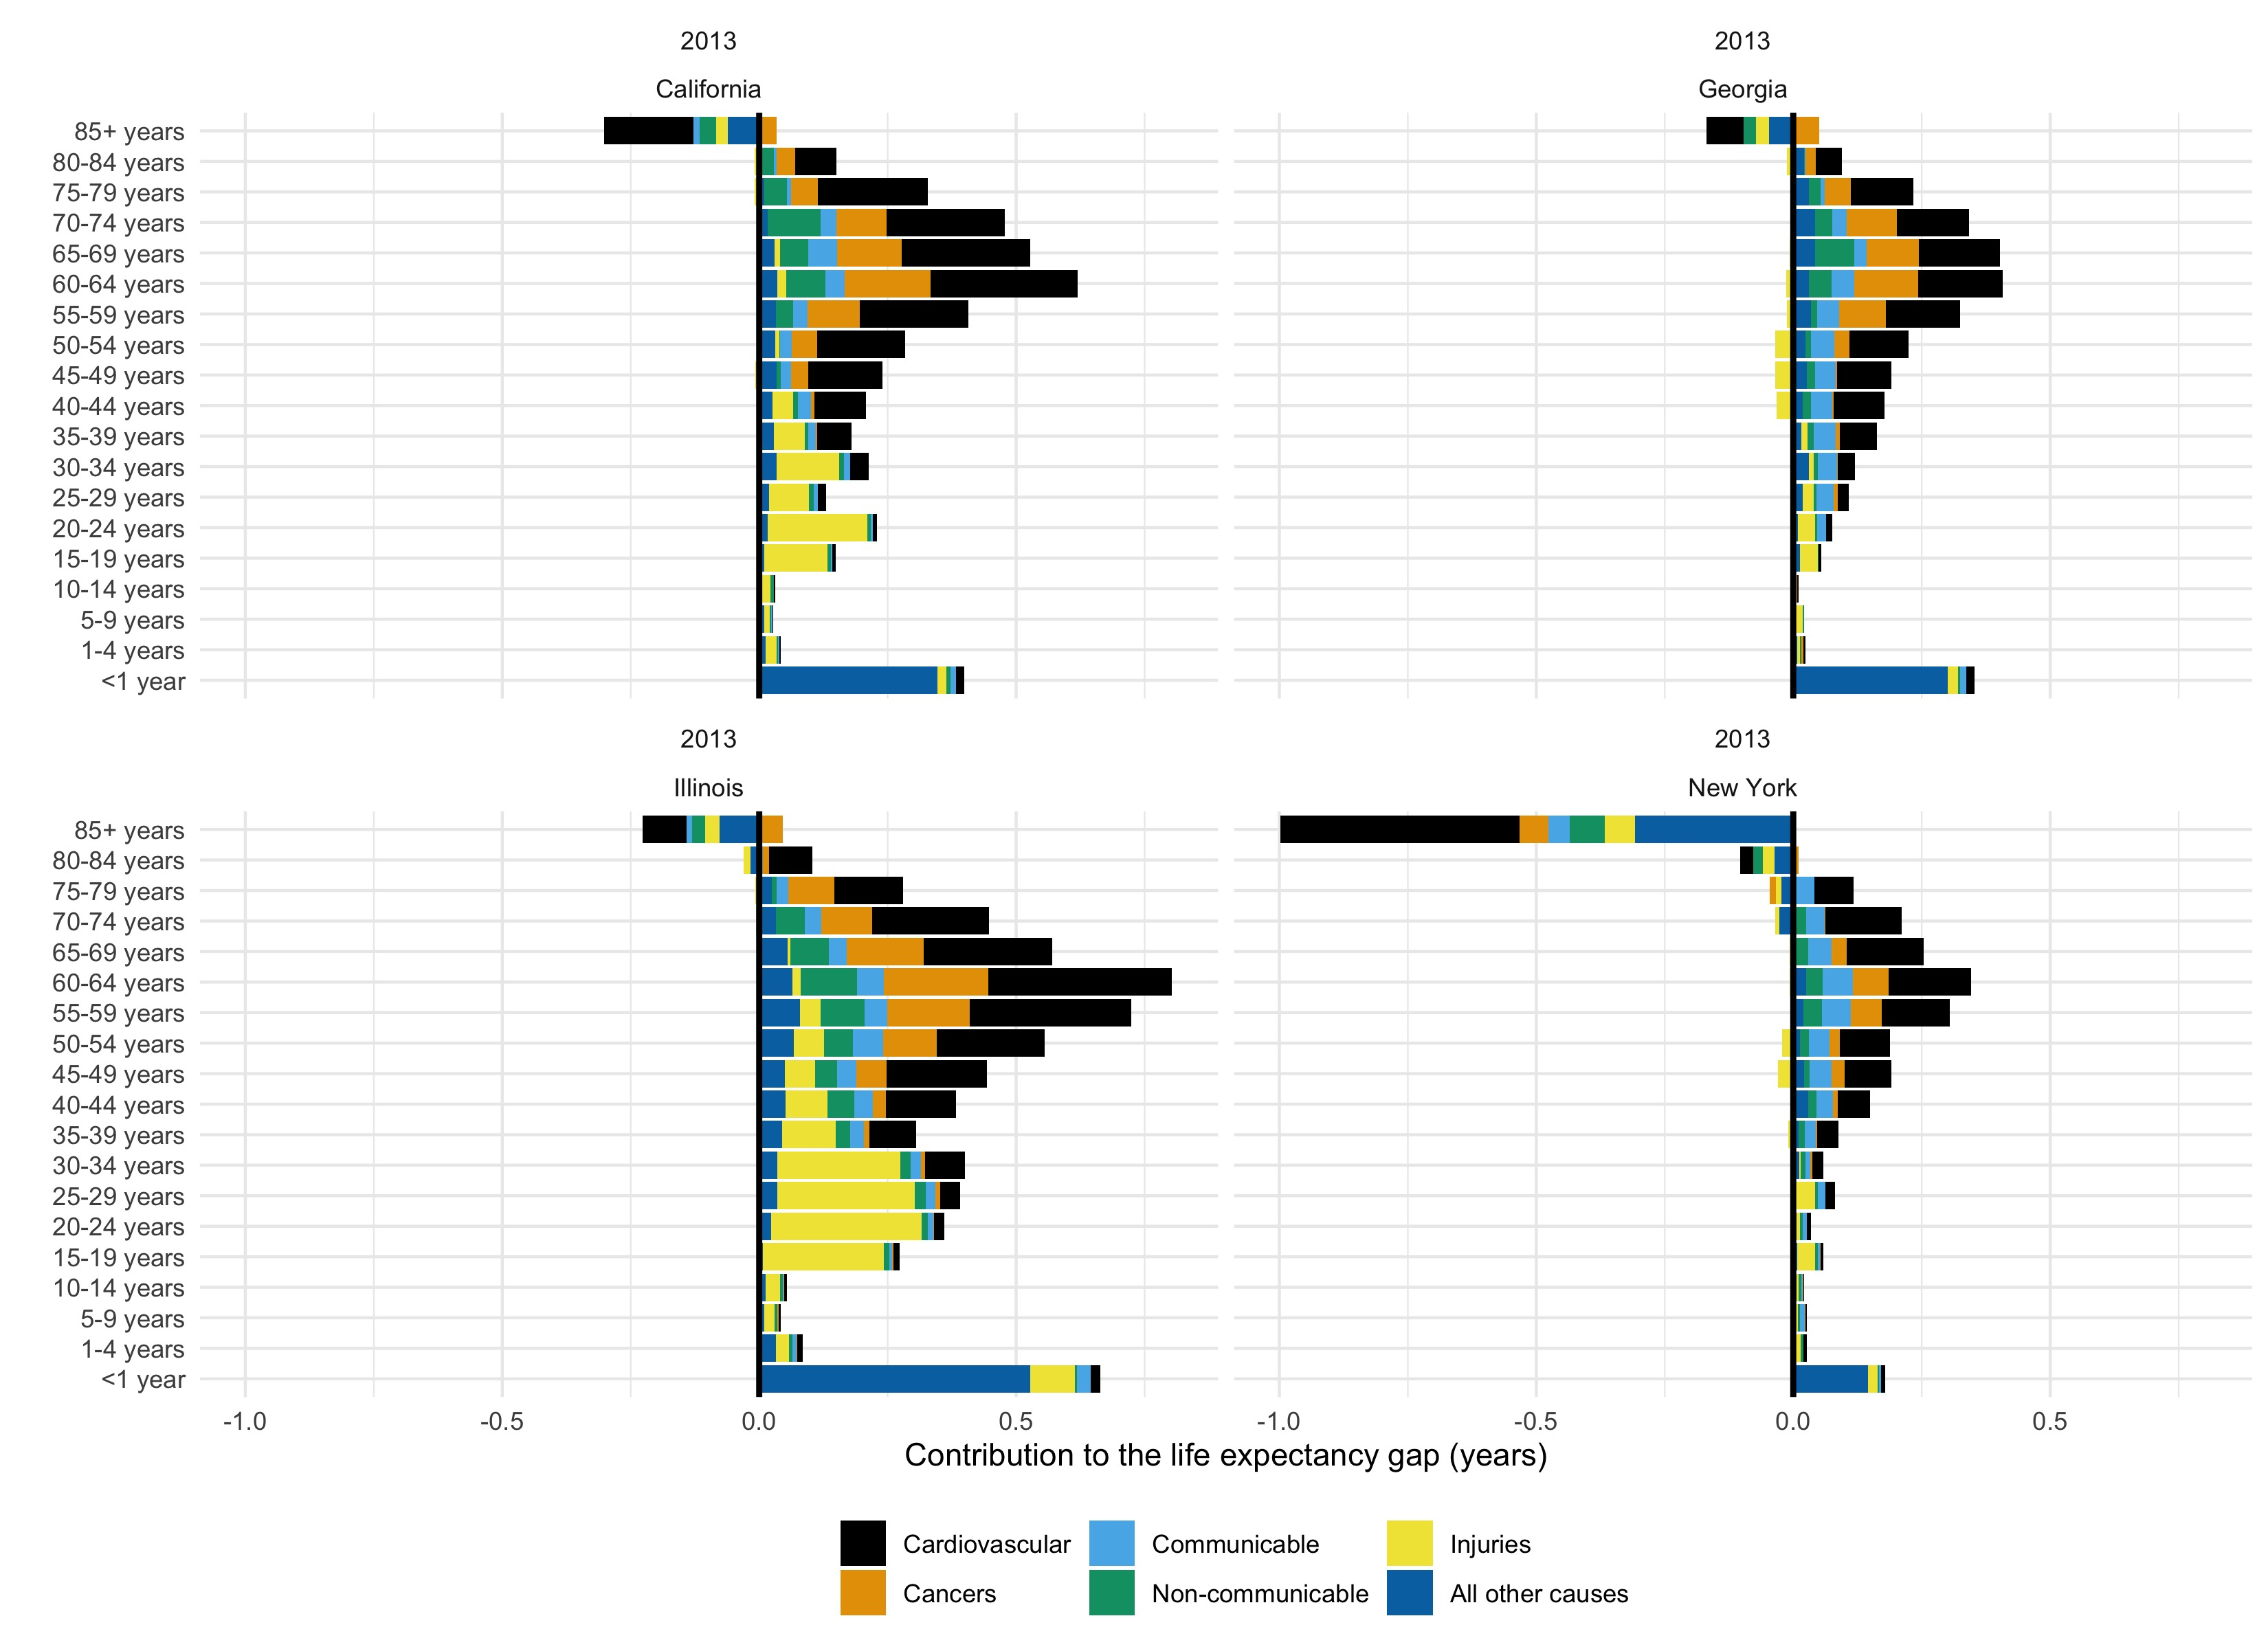 2013
2013
California
Georgia
85+ years
80-84 years
75-79 years
70-74 years
65-69 years
60-64 years
55-59 years
50-54 years
45-49 years
40-44 years
35-39 years
30-34 years
25-29 years
20-24 years
15-19 years
10-14 years
5-9 years
1-4 years
<1 year
2013
2013
Illinois
New York
85+ years
80-84 years
75-79 years
70-74 years
65-69 years
60-64 years
55-59 years
50-54 years
45-49 years
40-44 years
35-39 years
30-34 years
25-29 years
20-24 years
15-19 years
10-14 years
5-9 years
1-4 years
<1 year
-1.0 -0.5 0.0 0.5 -1.0 -0.5 0.0 0.5
Contribution to the life expectancy gap (years)
Cardiovascular Communicable Injuries
Cancers Non-communicable All other causes